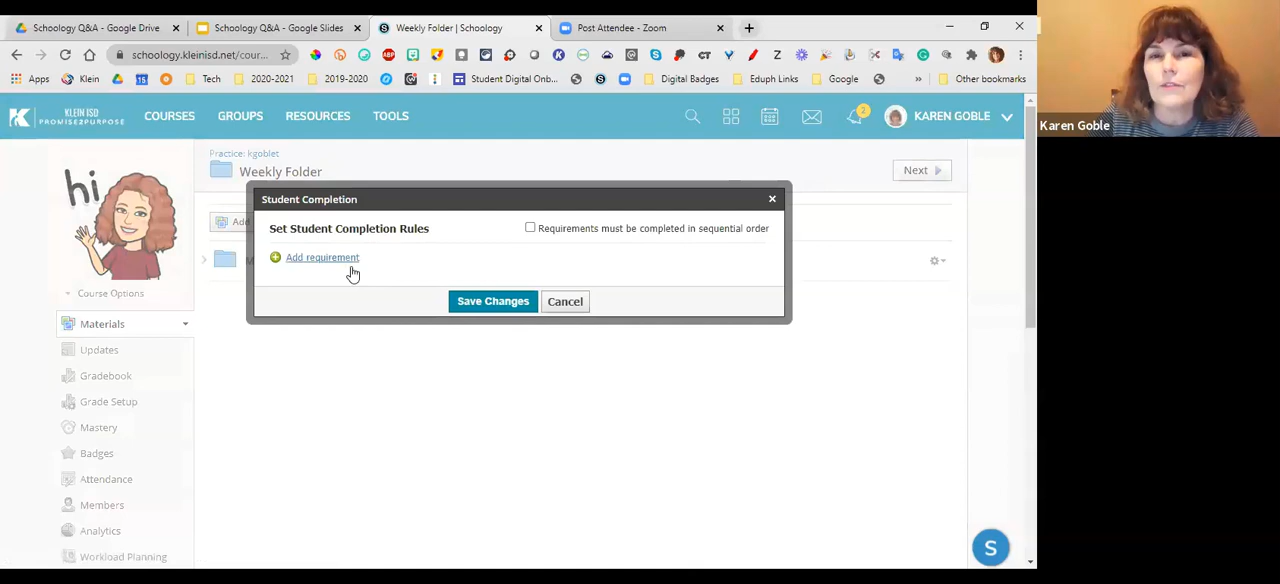 Schoology Q&A - Google Drive
Schoology Q&A - Google Slides
Weekly Folder | Schoology
Post Attendee - Zoom
schoology.kleinisd.net/cour...
Apps
Klein
Tech
2020-2021
2019-2020
Student Digital Onb...
Digital Badges
Eduph Links
Google
Other bookmarks
KLEIN ISD
PROMISE2PURPOSE
COURSES
GROUPS
RESOURCES
TOOLS
2
KAREN GOBLE
Karen Goble
hi
Practice: kgoblet
Weekly Folder
Next
Add
Student Completion
Set Student Completion Rules
Requirements must be completed in sequential order
Add requirement
Save Changes
Cancel
Course Options
Materials
Updates
Gradebook
Grade Setup
Mastery
Badges
Attendance
Members
Analytics
Workload Planning
S